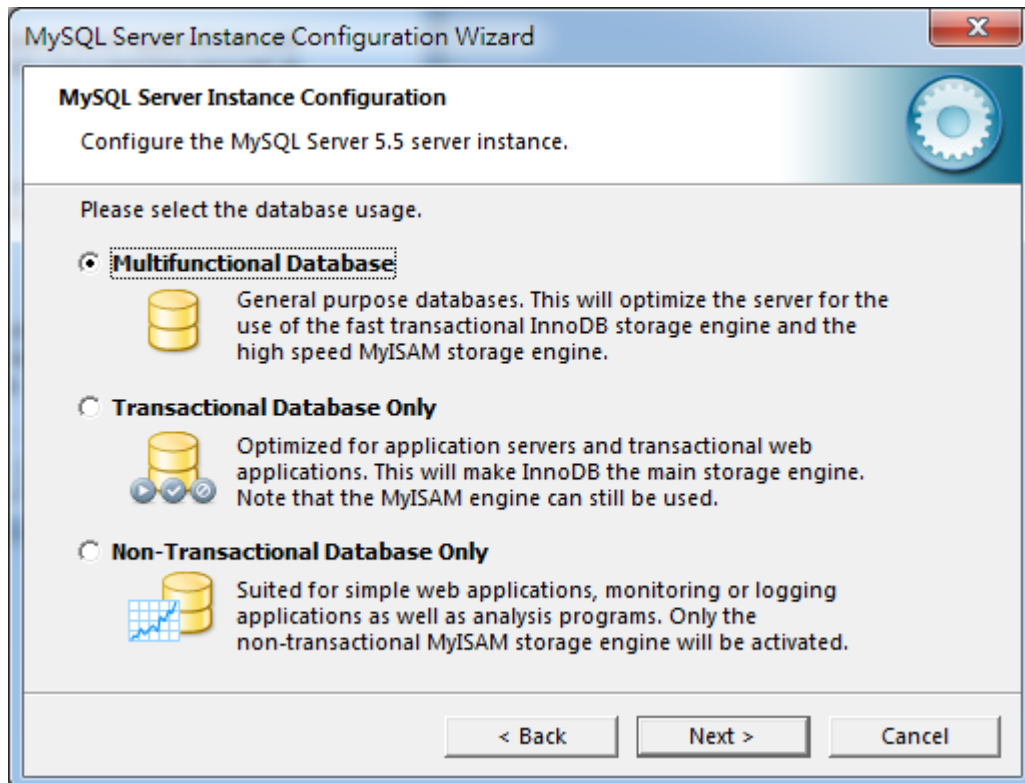 MySQL Server Instance Configuration Wizard
MySQL Server Instance Configuration
Configure the MySQL Server 5.5 server instance.
Please select the database usage.
Multifunctional Database
General purpose databases. This will optimize the server for the
use of the fast transactional InnoDB storage engine and the
high speed MyISAM storage engine.
Transactional Database Only
Optimized for application servers and transactional web
applications. This will make InnoDB the main storage engine.
Note that the MyISAM engine can still be used.
Non-Transactional Database Only
Suited for simple web applications, monitoring or logging
applications as well as analysis programs. Only the
non-transactional MyISAM storage engine will be activated.
< Back Next > Cancel